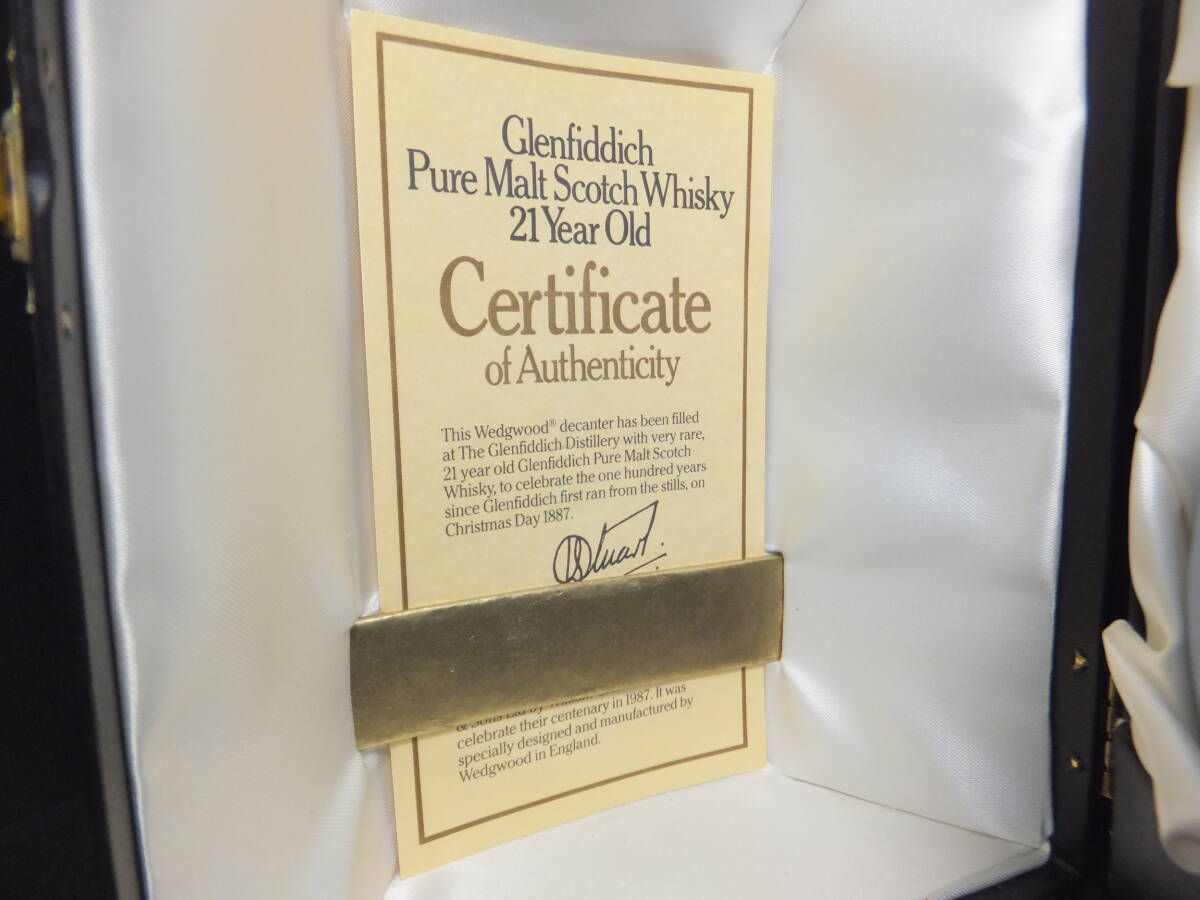 Glenfiddich
Pure Malt Scotch Whisky
21 Year Old
Certificate
of Authenticity
This Wedgwood® decanter has been filled
at The Glenfiddich Distillery with very rare,
21 year old Glenfiddich Pure Malt Scotch
Whisky, to celebrate the one hundred years
since Glenfiddich first ran from the stills, on
Christmas Day 1887.
& Sons Ltd by William
celebrate their centenary in 1987. It was
specially designed and manufactured by
Wedgwood in England.